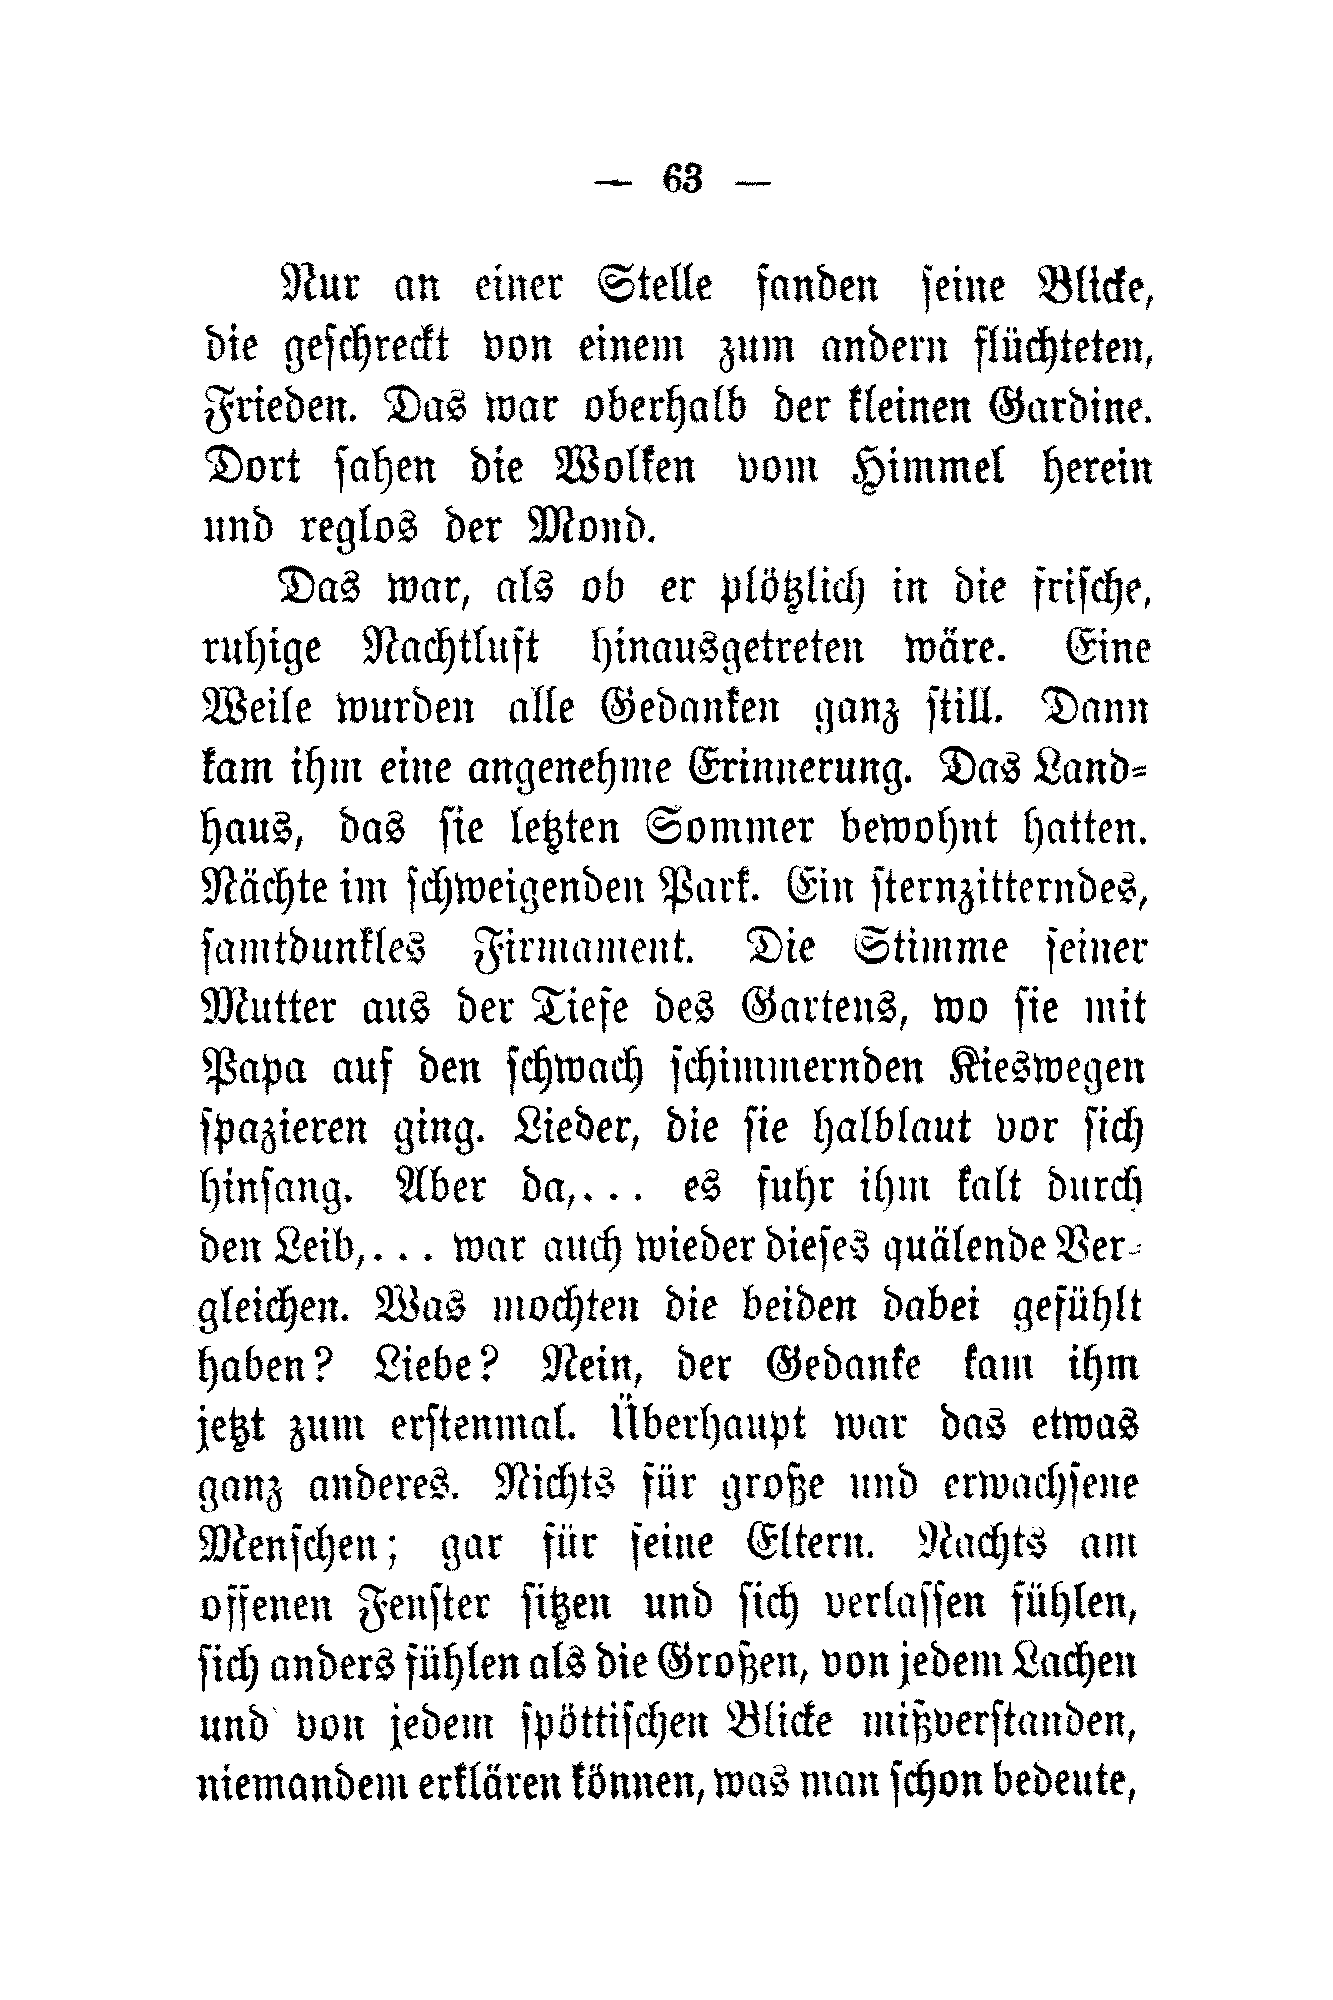 — 63 —
Nur an einer Stelle fanden seine Blicke,
die geschreckt von einem zum andern flüchteten,
Frieden. Das war oberhalb der kleinen Gardine.
Dort sahen die Wolken vom Himmel herein
und reglos der Mond.
Das war, als ob er plötzlich in die frische,
ruhige Nachtluft hinausgetreten wäre. Eine
Weile wurden alle Gedanken ganz still. Dann
kam ihm eine angenehme Erinnerung. Das Land-
haus, das sie letzten Sommer bewohnt hatten.
Nächte im schweigenden Park. Ein sternzitterndes,
samtdunkles Firmament. Die Stimme seiner
Mutter aus der Tiefe des Gartens, wo sie mit
Papa auf den schwach schimmernden Kieswegen
spazieren ging. Lieder, die sie halblaut vor sich
hinsang. Aber da,... es fuhr ihm kalt durch
den Leib,... war auch wieder dieses quälende Ver-
gleichen. Was mochten die beiden dabei gefühlt
haben? Liebe? Nein, der Gedanke kam ihm
jetzt zum erstenmal. Überhaupt war das etwas
ganz anderes. Nichts für große und erwachsene
Menschen; gar für seine Eltern. Nachts am
offenen Fenster sitzen und sich verlassen fühlen,
sich anders fühlen als die Großen, von jedem Lachen
und von jedem spöttischen Blicke mißverstanden,
niemandem erklären können, was man schon bedeute,